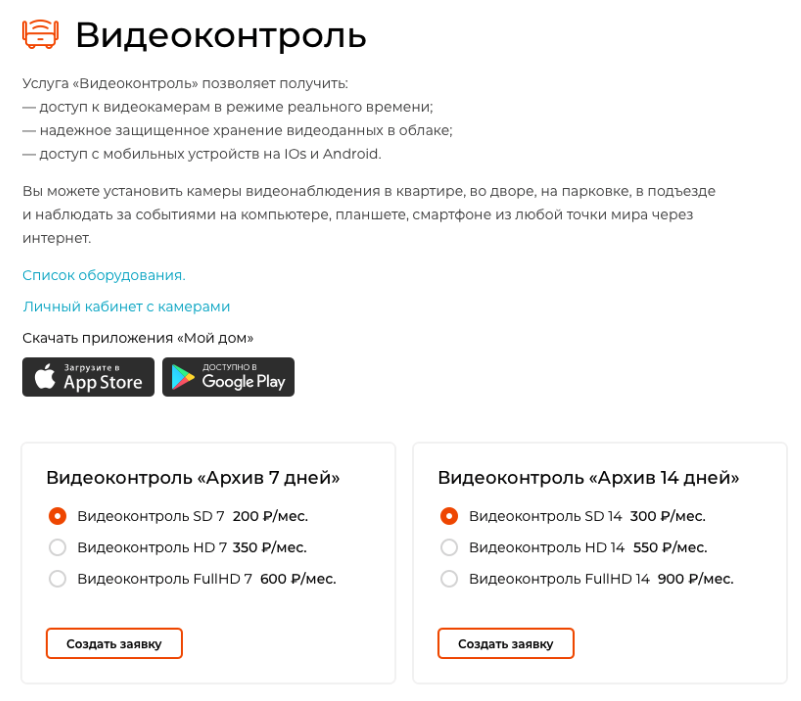 Видеоконтроль
Услуга «Видеоконтроль» позволяет получить:
— доступ к видеокамерам в режиме реального времени;
— надежное защищенное хранение видеоданных в облаке;
— доступ с мобильных устройств на IOs и Android.
Вы можете установить камеры видеонаблюдения в квартире, во дворе, на парковке, в подъезде
и наблюдать за событиями на компьютере, планшете, смартфоне из любой точки мира через
интернет.
Список оборудования.
Личный кабинет с камерами
Скачать приложения «Мой дом»
Загрузите в
App Store
ДОСТУПНО В
Google Play
Видеоконтроль «Архив 7 дней»
Видеоконтроль SD 7 200 ₽/мес.
Видеоконтроль HD 7 350 ₽/мес.
Видеоконтроль FullHD 7 600 ₽/мес.
Создать заявку
Видеоконтроль «Архив 14 дней»
Видеоконтроль SD 14 300 ₽/мес.
Видеоконтроль HD 14 550 ₽/мес.
Видеоконтроль FullHD 14 900 ₽/мес.
Создать заявку